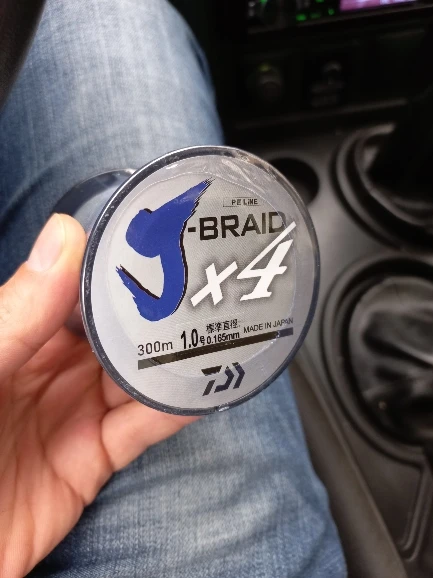 PE LINE
J-BRAID
x4
標準直径
300m 1.0号 0.165mm MADE IN JAPAN